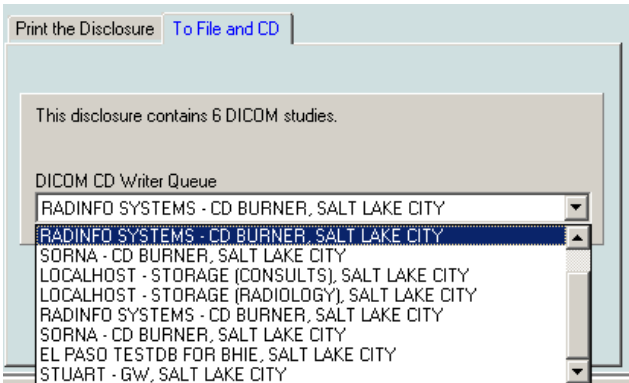 Print the Disclosure To File and CD
This disclosure contains 6 DICOM studies.
DICOM CD Writer Queue
RADINFO SYSTEMS - CD BURNER, SALT LAKE CITY
RADINFO SYSTEMS - CD BURNER, SALT LAKE CITY
SORNA - CD BURNER, SALT LAKE CITY
LOCALHOST - STORAGE (CONSULTS), SALT LAKE CITY
LOCALHOST - STORAGE (RADIOLOGY), SALT LAKE CITY
RADINFO SYSTEMS - CD BURNER, SALT LAKE CITY
SORNA - CD BURNER, SALT LAKE CITY
EL PASO TESTDB FOR BHIE, SALT LAKE CITY
STUART - GW, SALT LAKE CITY